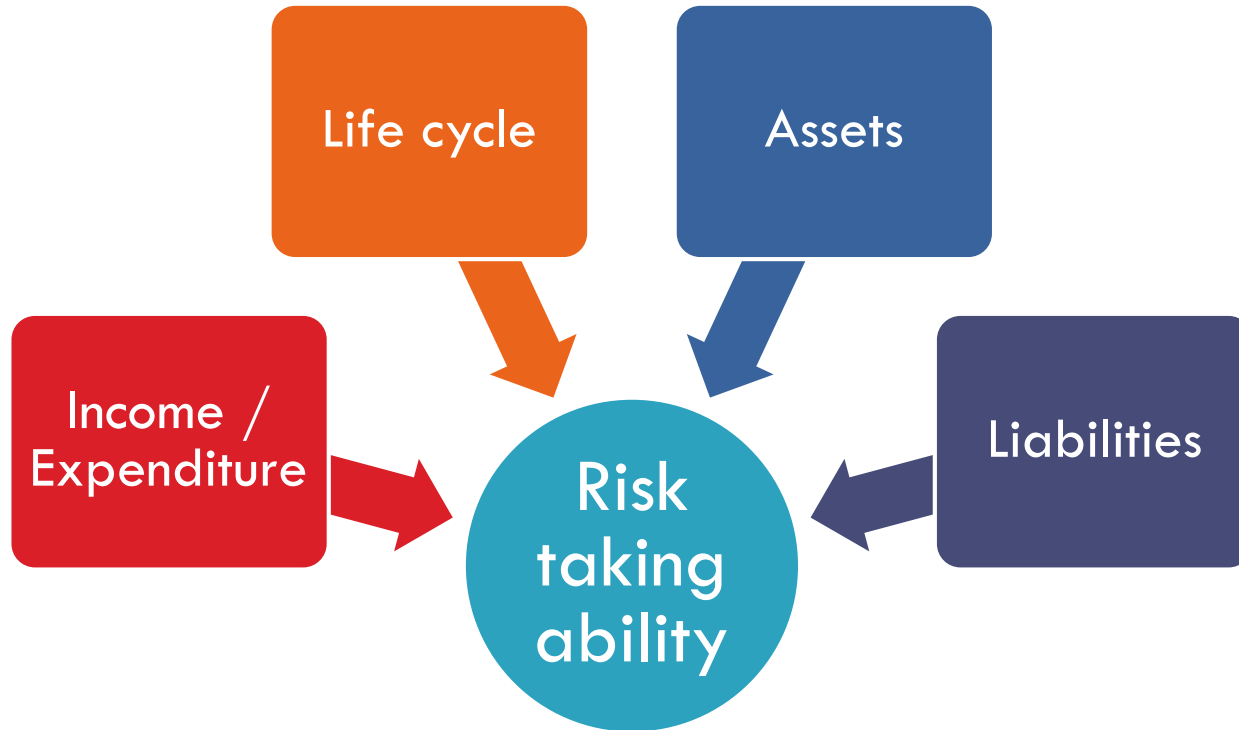 Life cycle
Assets
Income /
Expenditure
Liabilities
Risk
taking
ability